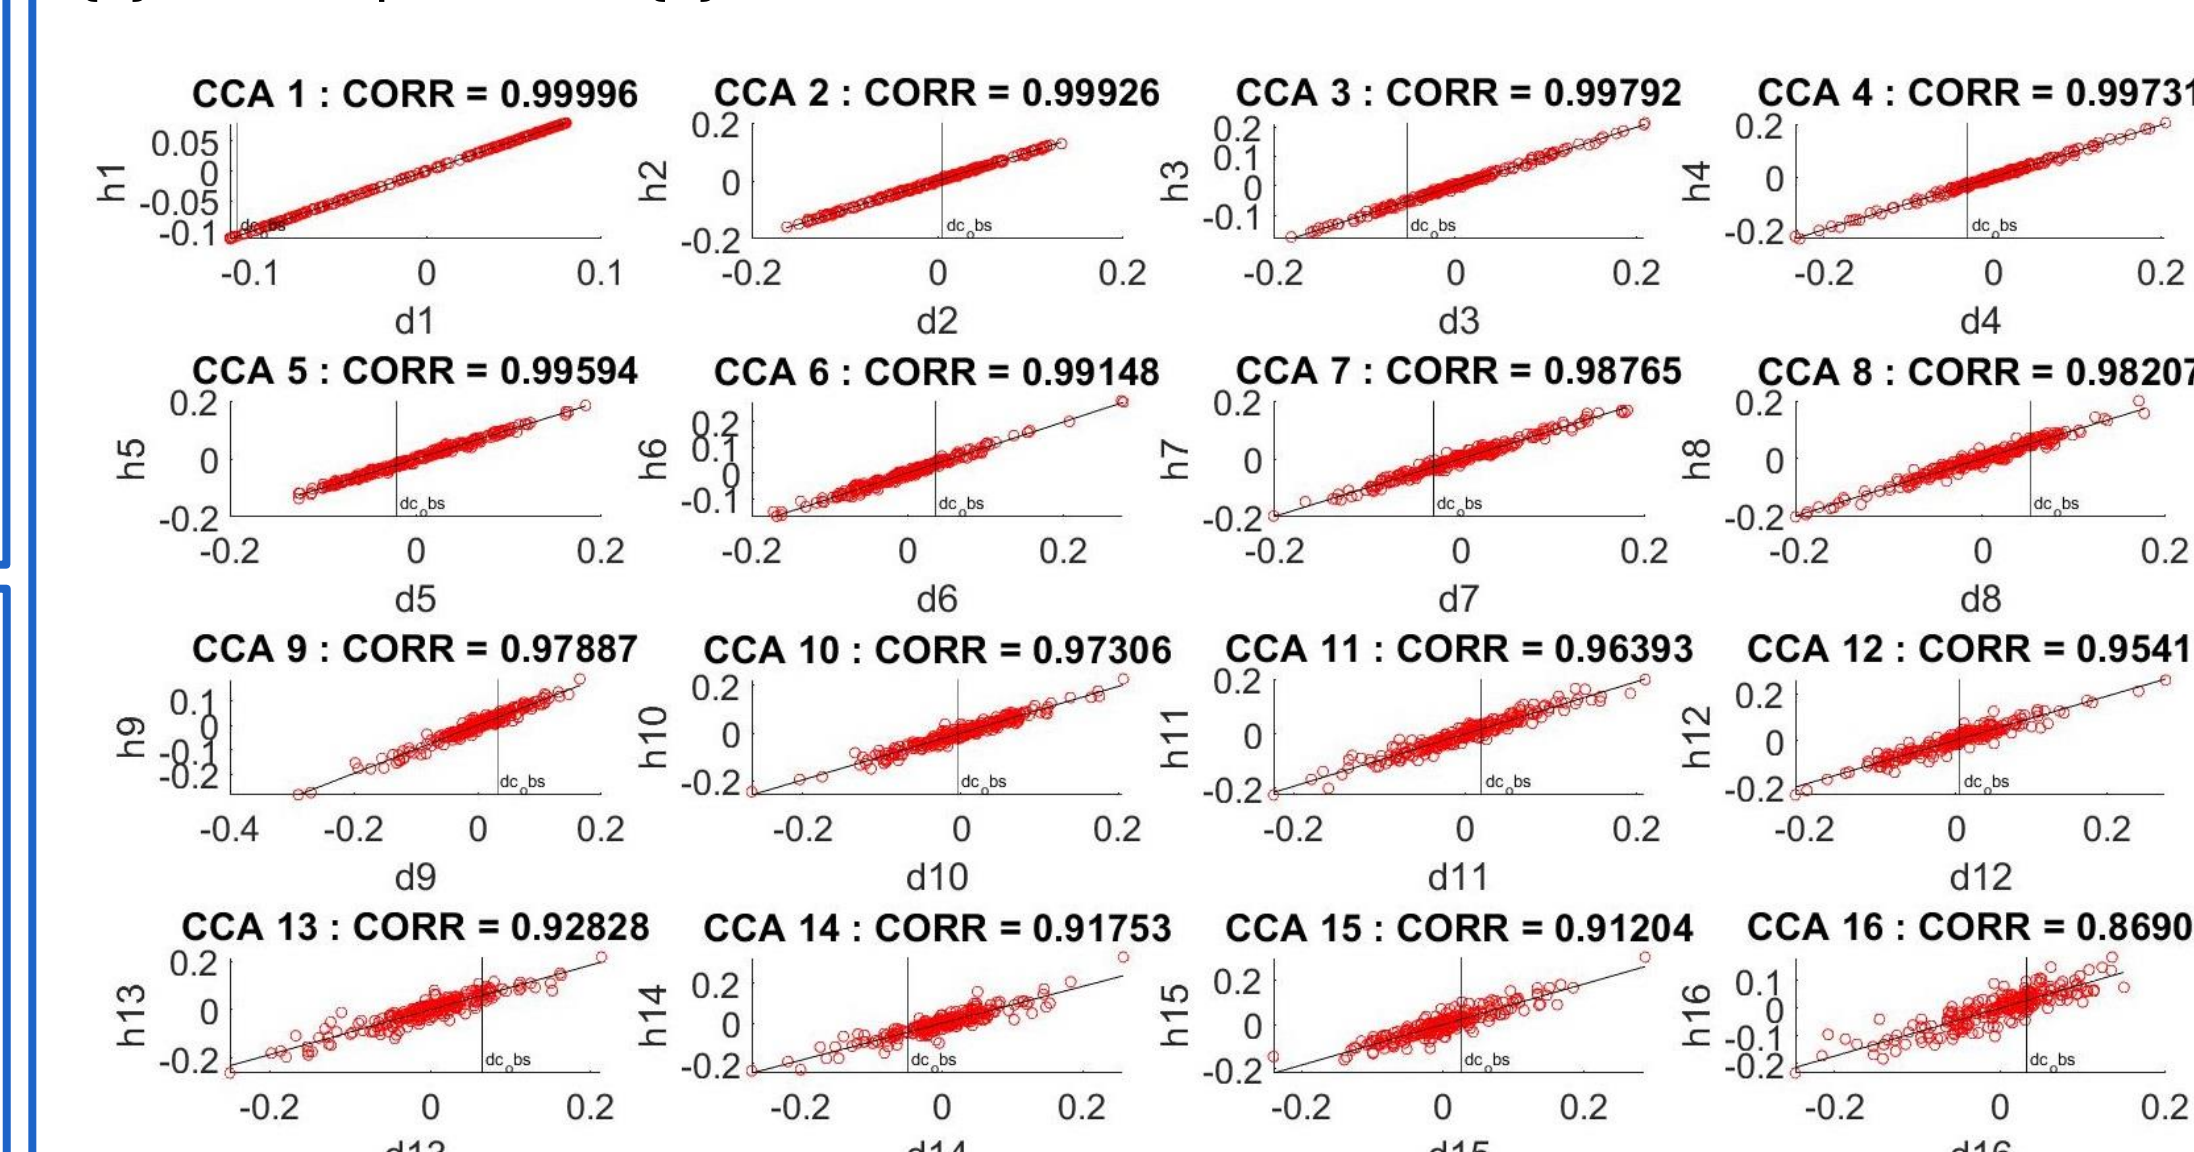 CCA 1 : CORR = 0.99996
CCA 2 : CORR = 0.99926
CCA 3 : CORR = 0.99792
CCA 4 : CORR = 0.99731
h1
0.05
0
-0.05
-0.1
dc_obs
-0.1
0
0.1
d1
h2
0.2
0
-0.2
dc_obs
-0.2
0
0.2
d2
h3
0.2
0.1
0
-0.1
dc_obs
-0.2
0
0.2
d3
h4
0.2
0
-0.2
dc_obs
-0.2
0
0.2
d4
CCA 5 : CORR = 0.99594
CCA 6 : CORR = 0.99148
CCA 7 : CORR = 0.98765
CCA 8 : CORR = 0.98207
h5
0.2
0
-0.2
dc_obs
-0.2
0
0.2
d5
h6
0.2
0.1
0
-0.1
dc_obs
-0.2
0
0.2
d6
h7
0.2
0
-0.2
dc_obs
-0.2
0
0.2
d7
h8
0.2
0
-0.2
dc_obs
-0.2
0
0.2
d8
CCA 9 : CORR = 0.97887
CCA 10 : CORR = 0.97306
CCA 11 : CORR = 0.96393
CCA 12 : CORR = 0.9541
h9
0.1
0
-0.1
-0.2
dc_obs
-0.4
-0.2
0
0.2
d9
h10
0.2
0
-0.2
dc_obs
-0.2
0
0.2
d10
h11
0.2
0
-0.2
dc_obs
-0.2
0
0.2
d11
h12
0.2
0
-0.2
dc_obs
-0.2
0
0.2
d12
CCA 13 : CORR = 0.92828
CCA 14 : CORR = 0.91753
CCA 15 : CORR = 0.91204
CCA 16 : CORR = 0.8690
h13
0.2
0
-0.2
dc_obs
-0.2
0
0.2
d13
h14
0.2
0
-0.2
dc_obs
-0.2
0
0.2
d14
h15
0.2
0
-0.2
dc_obs
-0.2
0
0.2
d15
h16
0.1
0
-0.1
-0.2
dc_obs
-0.2
0
0.2
d16